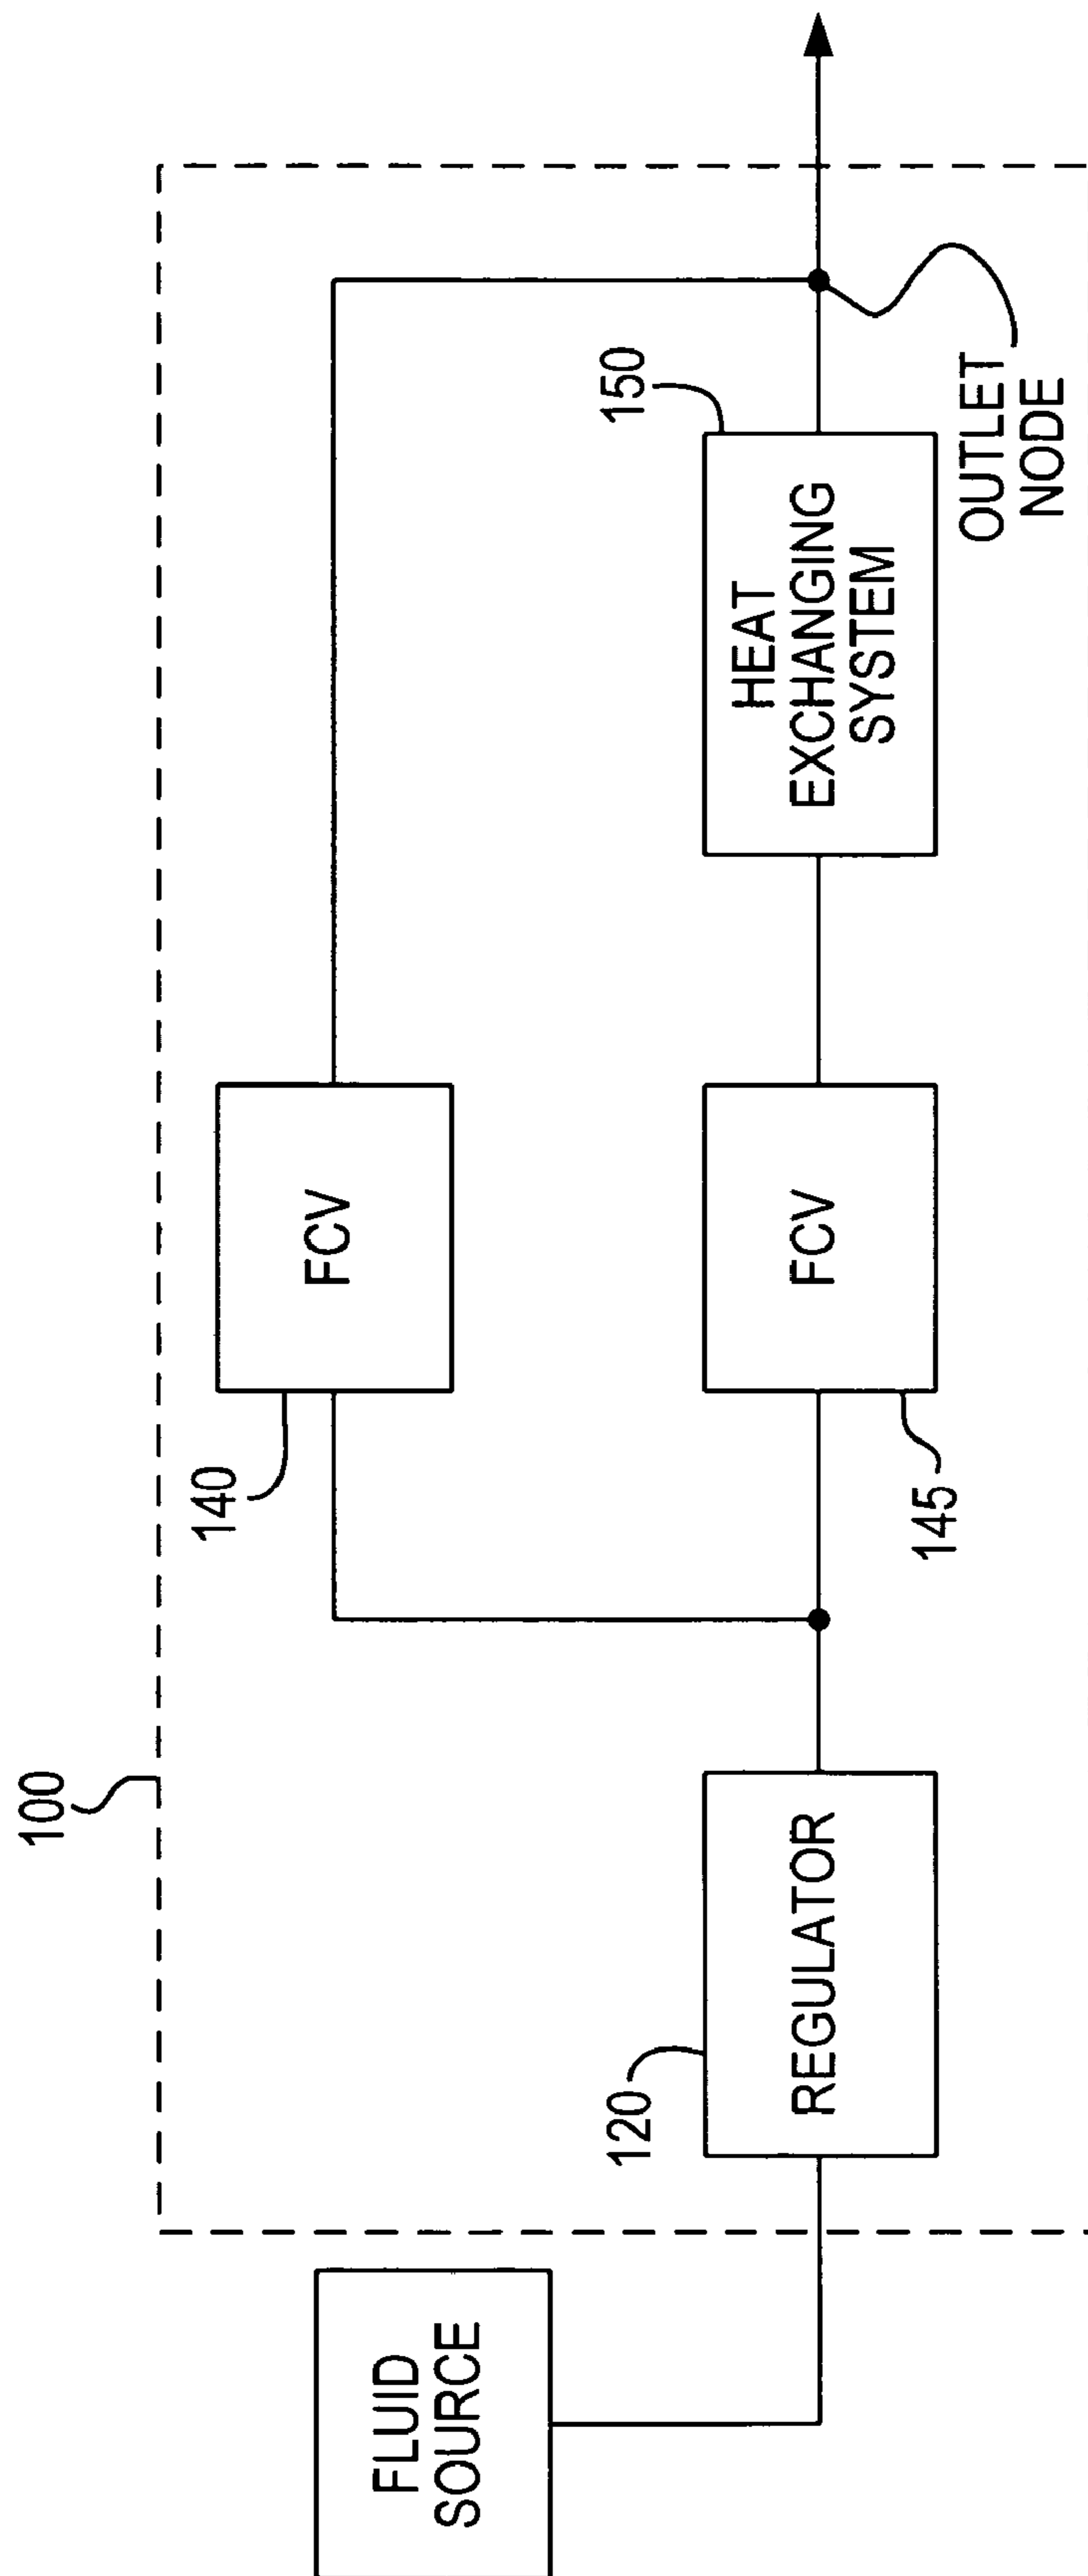 100
FLUID
SOURCE
120
REGULATOR
140
FCV
145
FCV
150
HEAT
EXCHANGING
SYSTEM
OUTLET
NODE